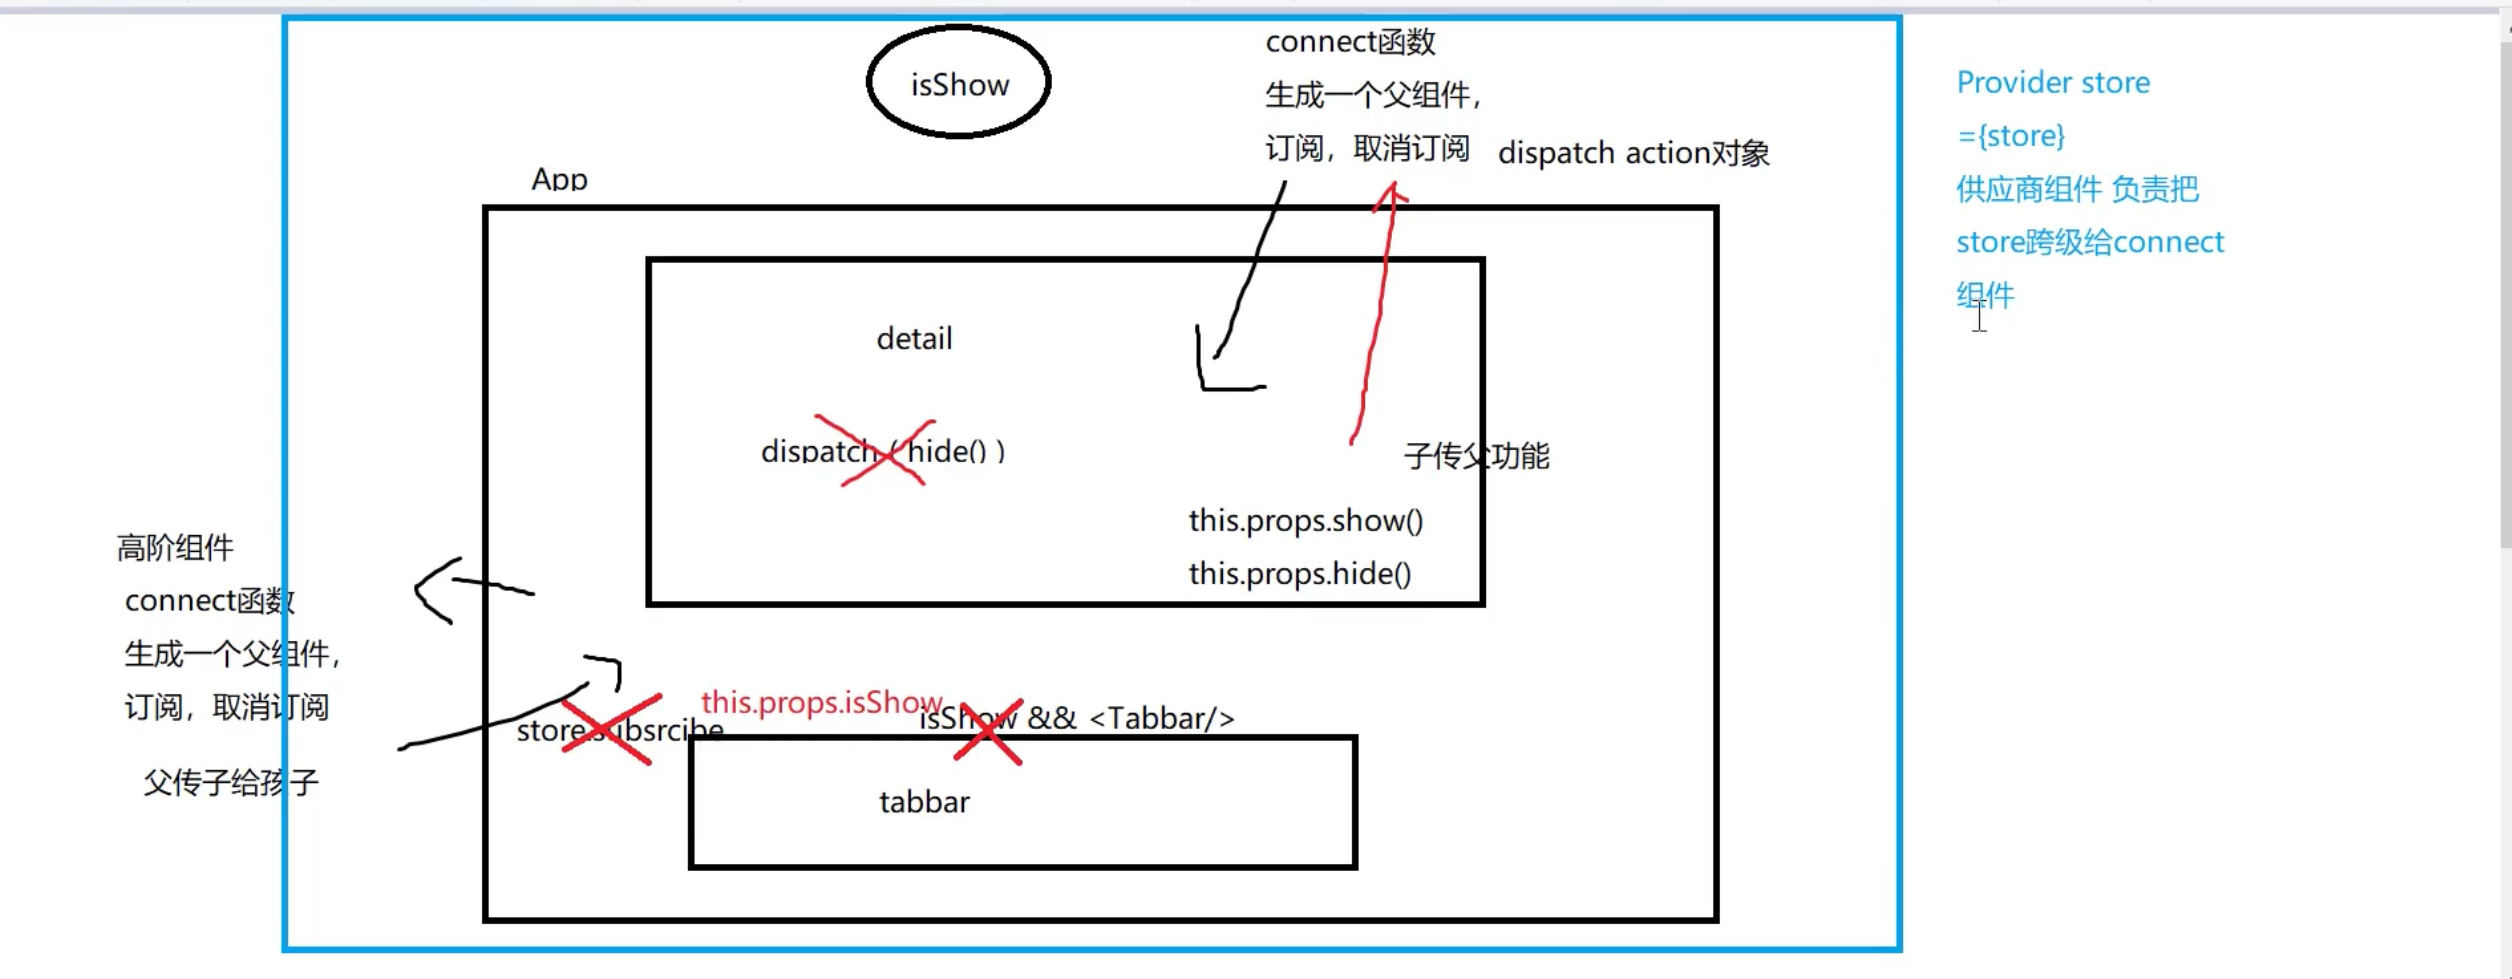 isShow
connect函数
生成一个父组件，
订阅，取消订阅
dispatch action对象
Provider store
={store}
供应商组件 负责把
store跨级给connect
组件
App
detail
dispatch ( hide() )
子传父功能
this.props.show()
this.props.hide()
高阶组件
connect函数
生成一个父组件，
订阅，取消订阅
父传子给孩子
store.subsrcibe
this.props.isShow
isShow && <Tabbar/>
tabbar